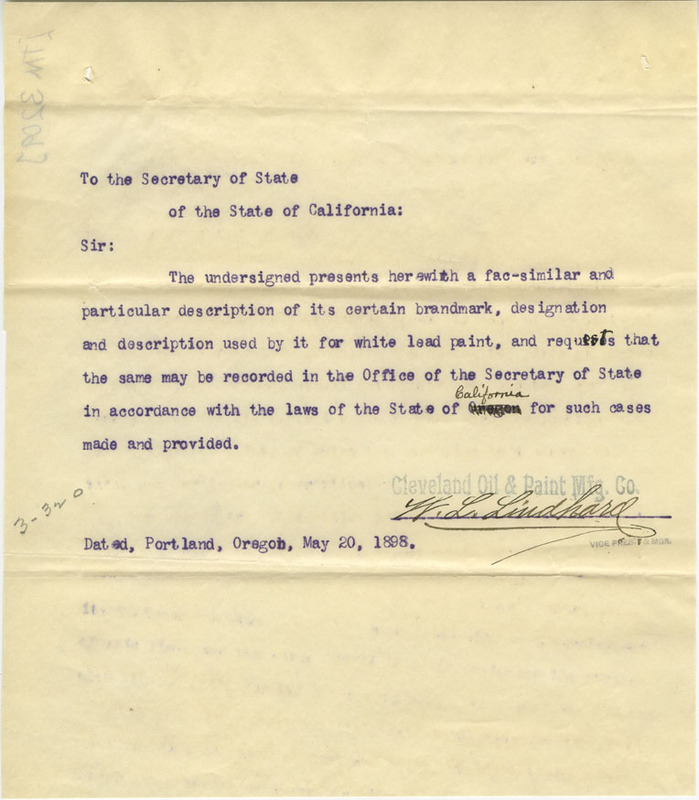 To the Secretary of State
of the State of California:
Sir:
The undersigned presents herewith a fac-similar and
particular description of its certain brandmark, designation
and description used by it for white lead paint, and requests that
the same may be recorded in the Office of the Secretary of State
California
in accordance with the laws of the State of Oregon for such cases
made and provided.
Cleveland Oil & Paint Mfg. Co.
W. L. Lindhard
VICE PREST & MGR.
3-320
Dated, Portland, Oregon, May 20, 1898.